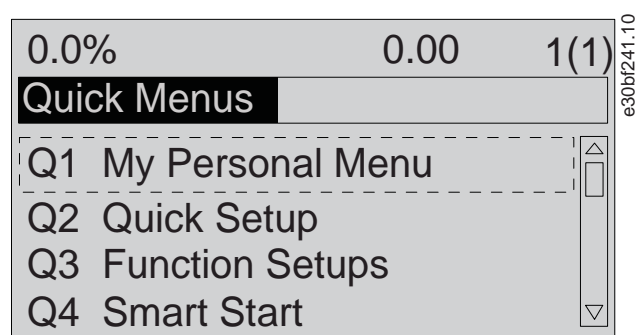 0.0% 0.00 1(1)
Quick Menus
Q1 My Personal Menu
Q2 Quick Setup
Q3 Function Setups
Q4 Smart Start
e30bf241.10